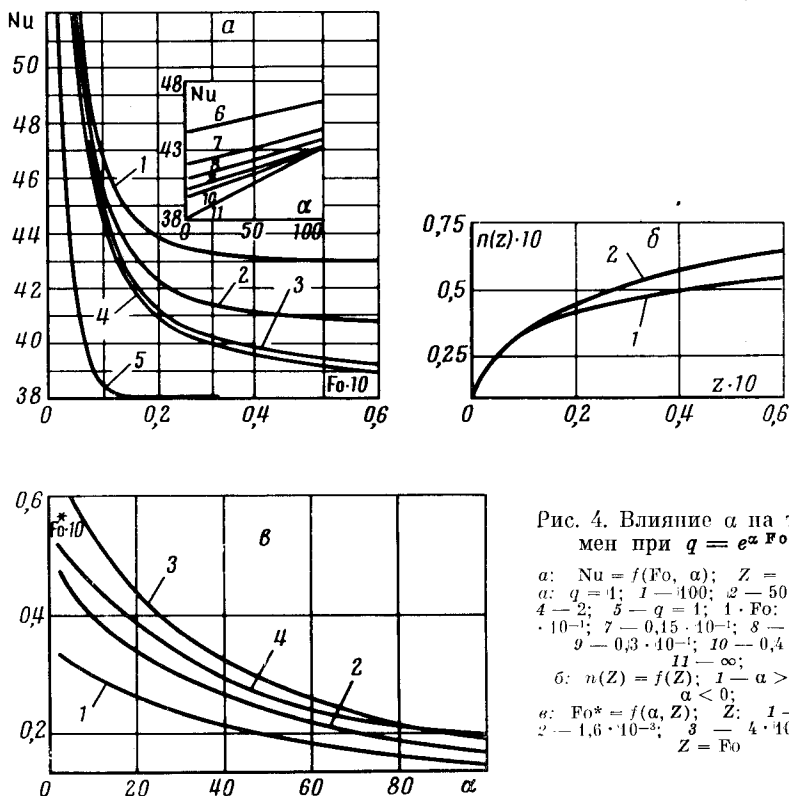 Nu
а
50
48
46
44
42
40
38
0
0,2
0,4
0,6
Fo·10
1
2
3
4
5
48
Nu
43
38
0
50
100
α
6
7
8
10
11
0,75
0,5
0,25
0
0,2
0,4
0,6
n(z)·10
б
z·10
1
2
0,6
0,4
0,2
0
20
40
60
80
α
Fo*·10
в
1
2
3
4
Рис. 4. Влияние α на
мен при q = e^{α Fo}
а: Nu = f(Fo, α); Z =
α: q = 1; 1 — 100; 2 — 50
4 — 2; 5 — q = 1; 1·Fo:
·10⁻¹; 7 — 0,15·10⁻¹; 8 —
9 — 0,3·10⁻¹; 10 — 0,4
11 — ∞;
б: n(Z) = f(Z); 1 — α >
α < 0;
в: Fo* = f(α, Z); Z: 1 —
2 — 1,6·10⁻³; 3 — 4·10
Z = Fo